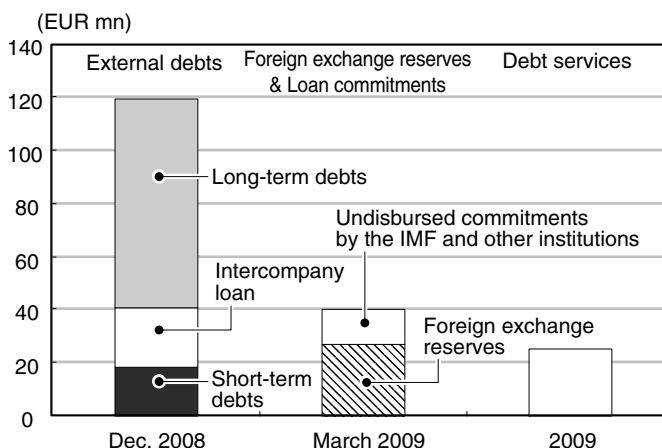 (EUR mn)
140
120
100
80
60
40
20
0
External debts
Foreign exchange reserves
& Loan commitments
Debt services
Long-term debts
Undisbursed commitments
by the IMF and other institutions
Intercompany
loan
Foreign exchange
reserves
Short-term
debts
Dec. 2008
March 2009
2009